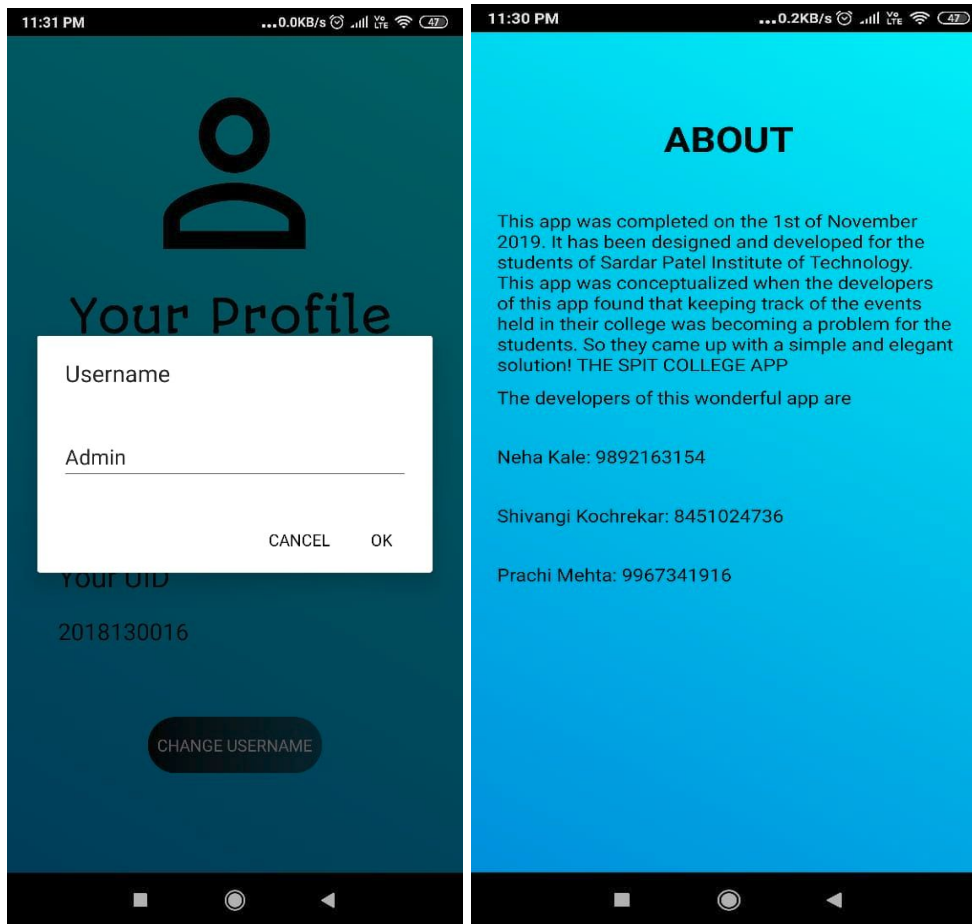 11:31 PM
...0.0KB/s
Vo
LTE
47
Your Profile
Username
Admin
CANCEL
OK
Your UID
2018130016
CHANGE USERNAME
11:30 PM
...0.2KB/s
Vo
LTE
47
ABOUT
This app was completed on the 1st of November
2019. It has been designed and developed for the
students of Sardar Patel Institute of Technology.
This app was conceptualized when the developers
of this app found that keeping track of the events
held in their college was becoming a problem for the
students. So they came up with a simple and elegant
solution! THE SPIT COLLEGE APP
The developers of this wonderful app are
Neha Kale: 9892163154
Shivangi Kochrekar: 8451024736
Prachi Mehta: 9967341916